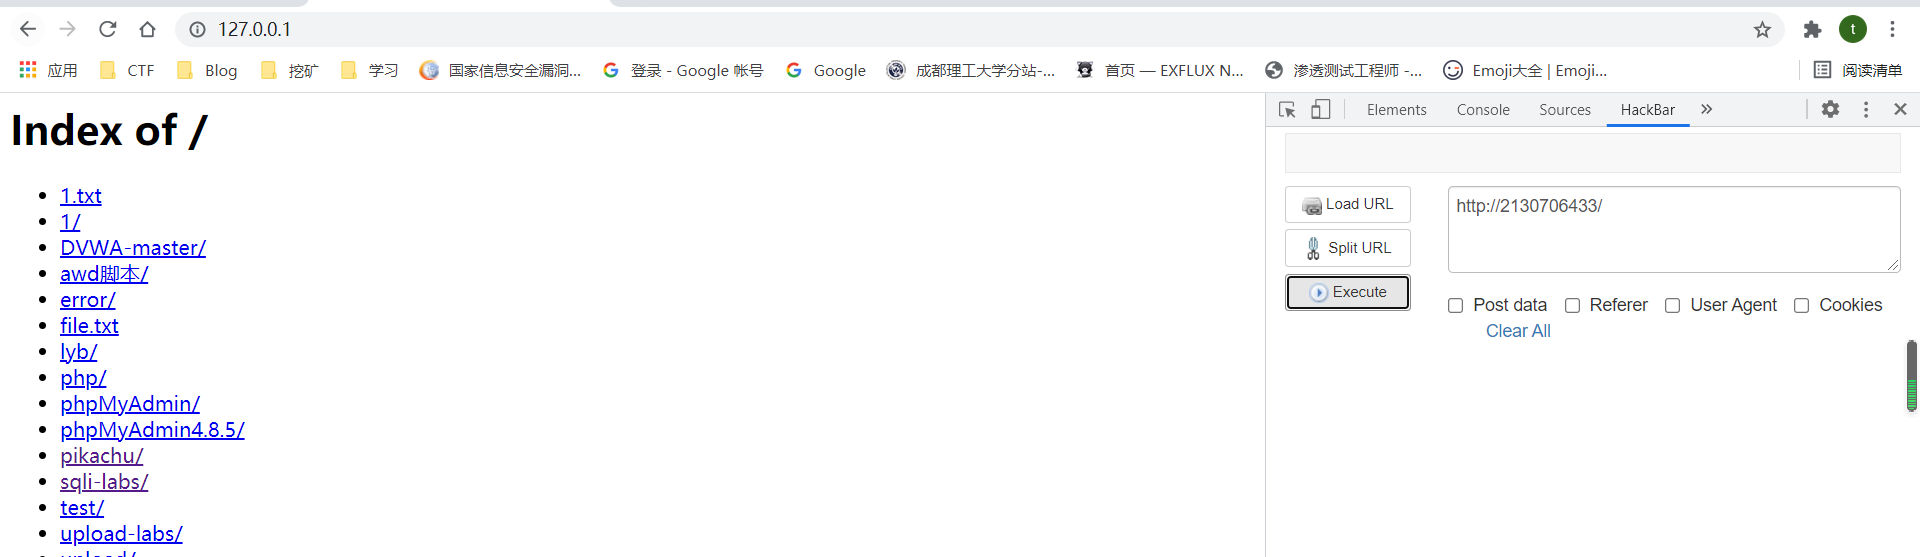 127.0.0.1
t
应用 CTF Blog 挖矿 学习 国家信息安全漏洞... 登录 - Google 帐号 Google 成都理工大学分站-... 首页 — EXFLUX N... 渗透测试工程师 -... Emoji大全 | Emoji... 阅读清单
Index of /
1.txt
1/
DVWA-master/
awd脚本/
error/
file.txt
lyb/
php/
phpMyAdmin/
phpMyAdmin4.8.5/
pikachu/
sqli-labs/
test/
upload-labs/
upload/
Elements Console Sources HackBar
Load URL
http://2130706433/
Split URL
Execute
Post data Referer User Agent Cookies
Clear All